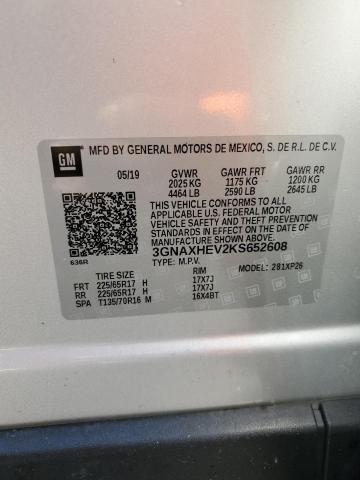 GM
MFD BY GENERAL MOTORS DE MEXICO, S. DE R.L. DE C.V.
05/19 GVWR GAWR FRT GAWR RR
2025 KG 1175 KG 1200 KG
4464 LB 2590 LB 2645 LB
THIS VEHICLE CONFORMS TO ALL
APPLICABLE U.S. FEDERAL MOTOR
VEHICLE SAFETY AND THEFT PREVENTION
STANDARDS IN EFFECT ON THE DATE OF
MANUFACTURE SHOWN ABOVE.
3GNAXHEV2KS652608
TYPE: M.P.V. MODEL: 281XP26
636R
TIRE SIZE RIM
FRT 225/65R17 H 17X7J
RR 225/65R17 H 17X7J
SPA T135/70R16 M 16X4BT